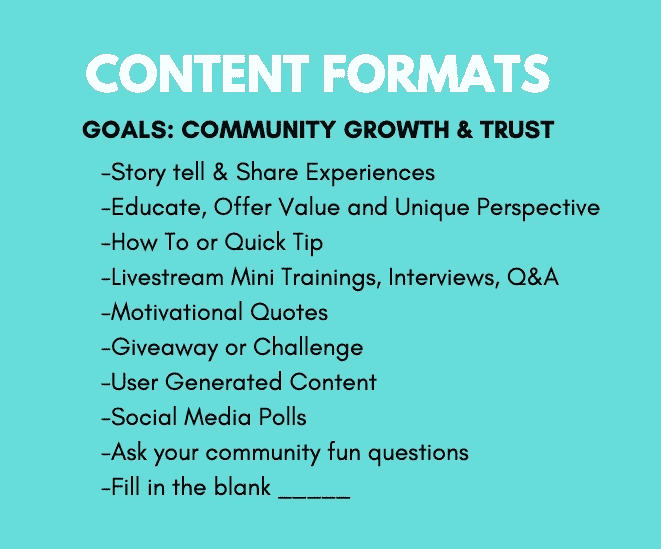 CONTENT FORMATS
GOALS: COMMUNITY GROWTH & TRUST
-Story tell & Share Experiences
-Educate, Offer Value and Unique Perspective
-How To or Quick Tip
-Livestream Mini Trainings, Interviews, Q&A
-Motivational Quotes
-Giveaway or Challenge
-User Generated Content
-Social Media Polls
-Ask your community fun questions
-Fill in the blank _____